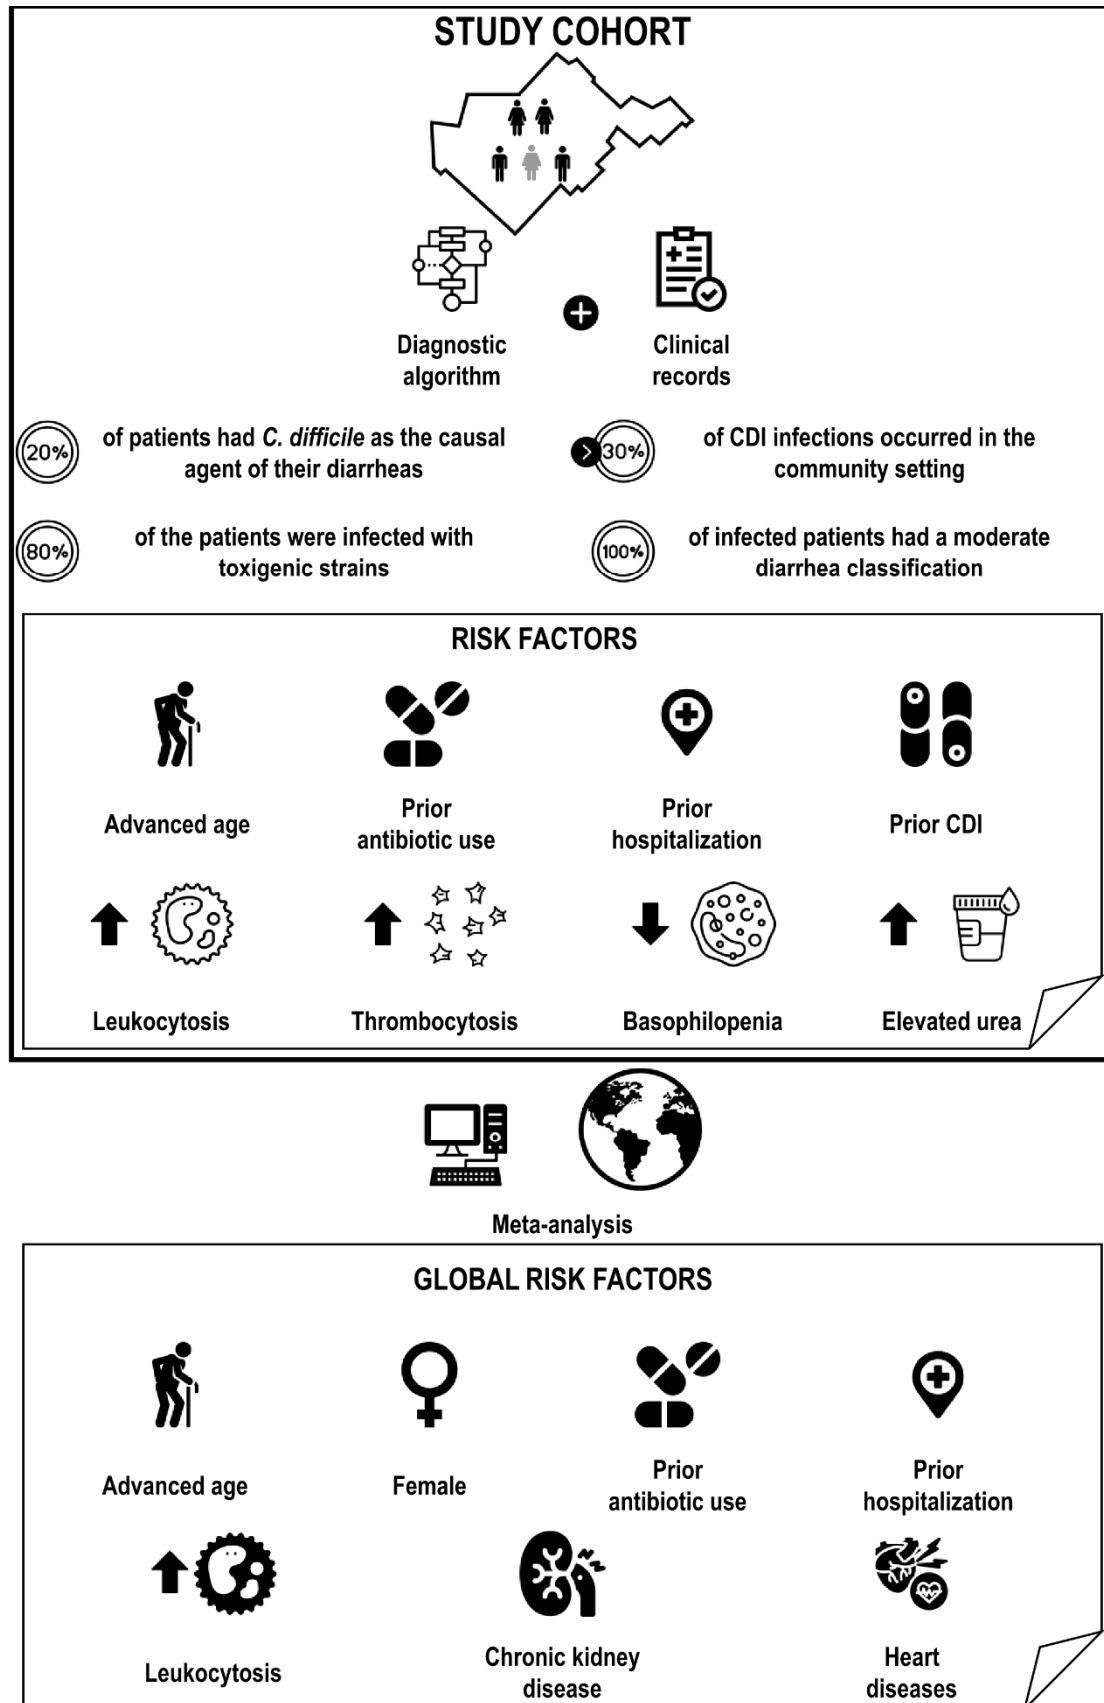 STUDY COHORT
Diagnostic
algorithm
Clinical
records
20%
of patients had C. difficile as the causal
agent of their diarrheas
30%
of CDI infections occurred in the
community setting
80%
of the patients were infected with
toxigenic strains
100%
of infected patients had a moderate
diarrhea classification
RISK FACTORS
Advanced age
Prior
antibiotic use
Prior
hospitalization
Prior CDI
Leukocytosis
Thrombocytosis
Basophilopenia
Elevated urea
Meta-analysis
GLOBAL RISK FACTORS
Advanced age
Female
Prior
antibiotic use
Prior
hospitalization
Leukocytosis
Chronic kidney
disease
Heart
diseases